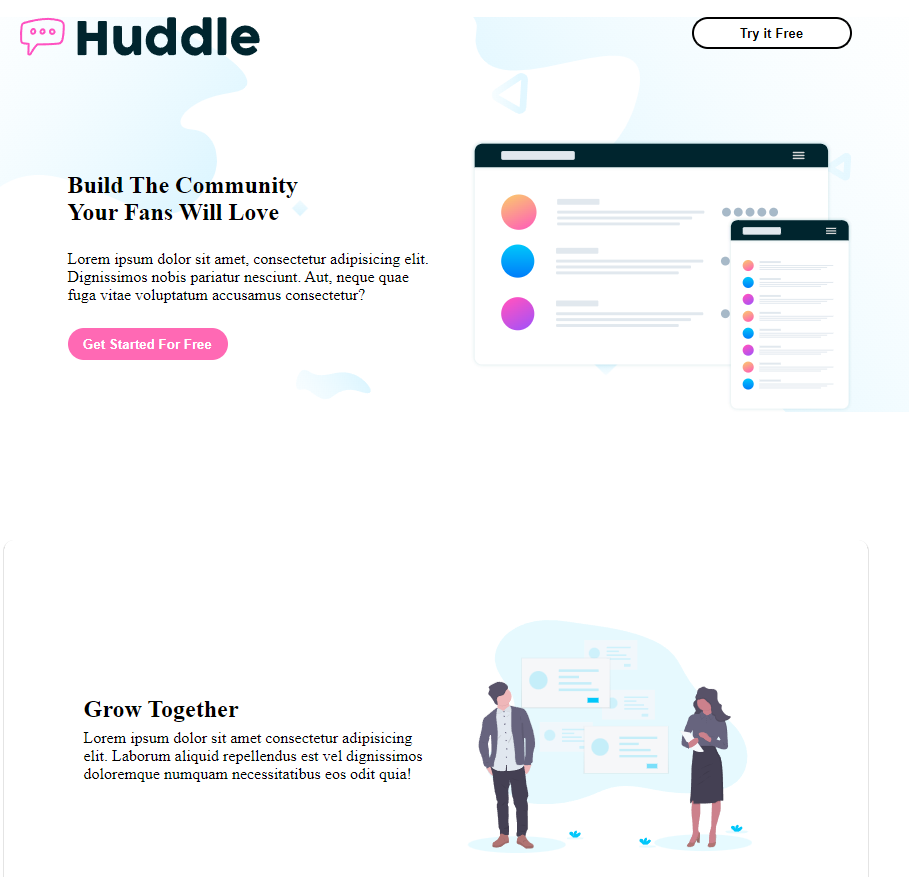 Huddle
Try it Free
Build The Community
Your Fans Will Love
Lorem ipsum dolor sit amet, consectetur adipisicing elit.
Dignissimos nobis pariatur nesciunt. Aut, neque quae
fuga vitae voluptatum accusamus consectetur?
Get Started For Free
Grow Together
Lorem ipsum dolor sit amet consectetur adipisicing
elit. Laborum aliquid repellendus est vel dignissimos
doloremque numquam necessitatibus eos odit quia!